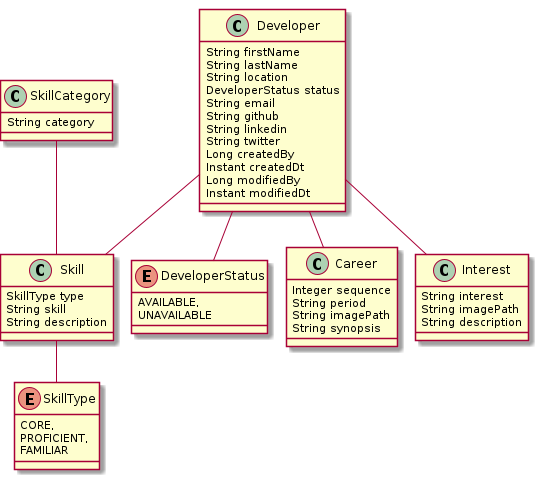 C Developer
String firstName
String lastName
String location
DeveloperStatus status
String email
String github
String linkedin
String twitter
Long createdBy
Instant createdDt
Long modifiedBy
Instant modifiedDt
C SkillCategory
String category
C Skill
SkillType type
String skill
String description
E DeveloperStatus
AVAILABLE,
UNAVAILABLE
C Career
Integer sequence
String period
String imagePath
String synopsis
C Interest
String interest
String imagePath
String description
E SkillType
CORE,
PROFICIENT,
FAMILIAR